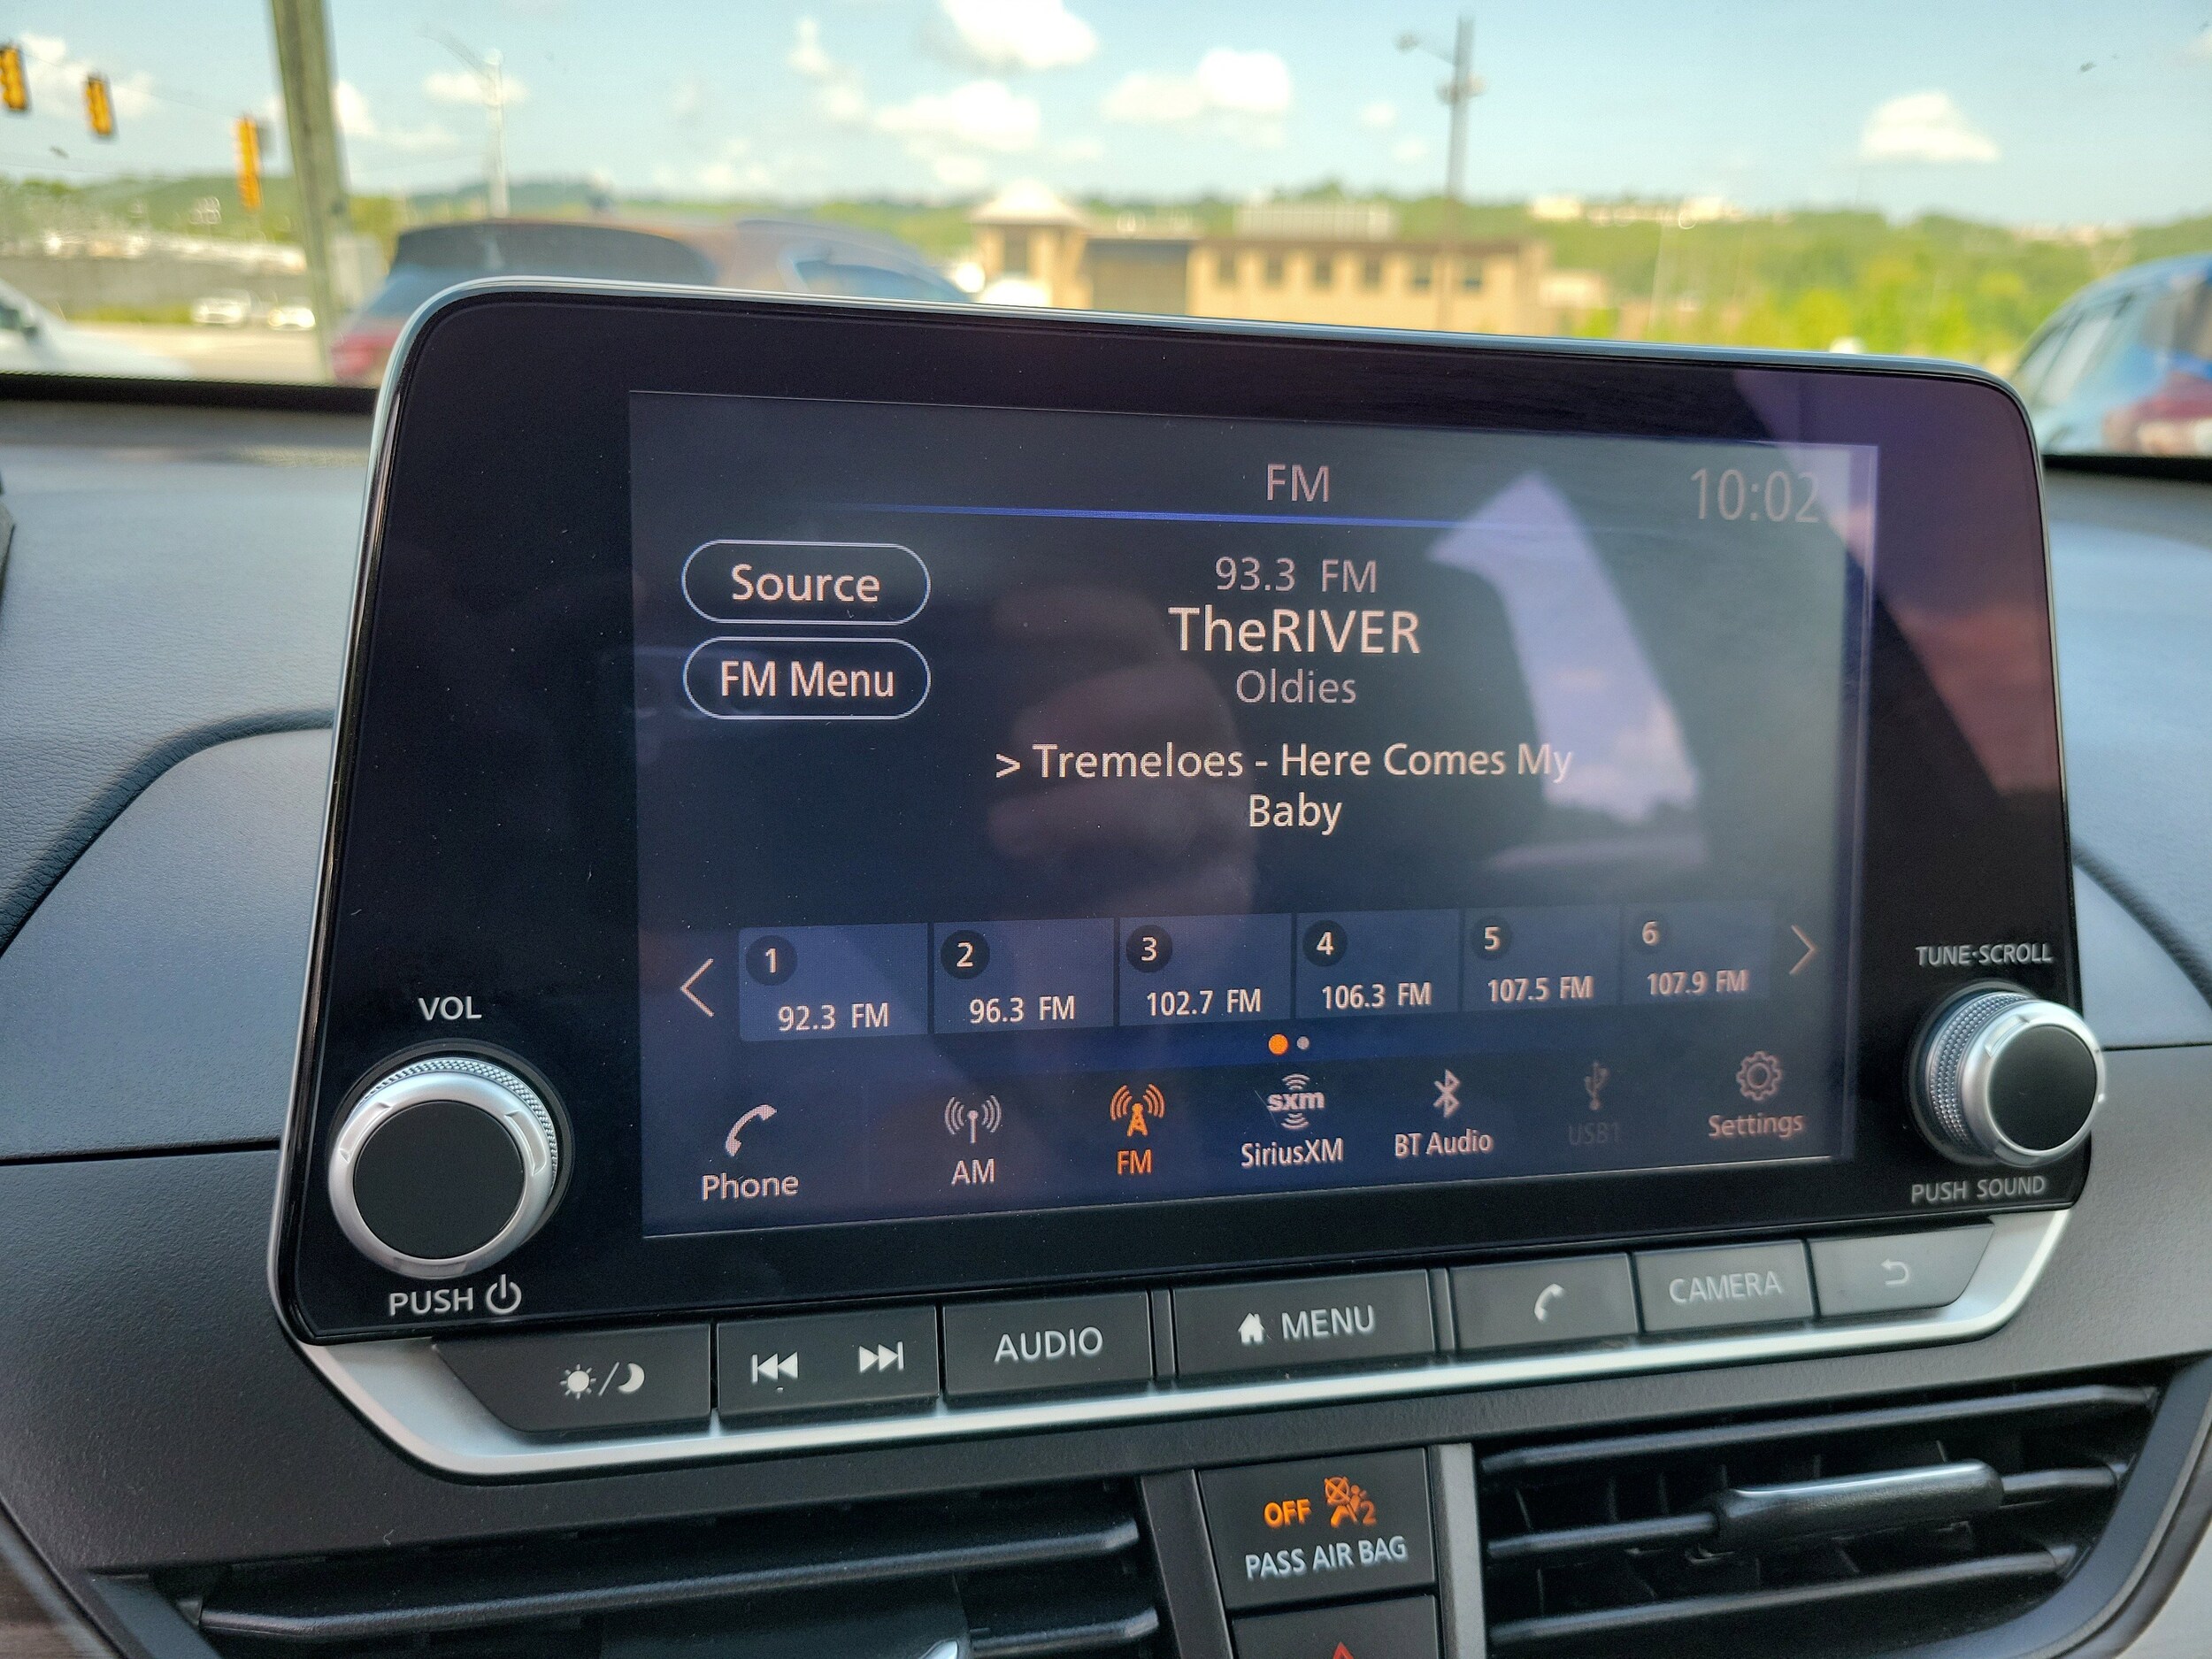 FM
10:02
Source
93.3 FM
TheRIVER
FM Menu
Oldies
> Tremeloes - Here Comes My
Baby
1
2
3
4
5
6
92.3 FM
96.3 FM
102.7 FM
106.3 FM
107.5 FM
107.9 FM
TUNE·SCROLL
VOL
sxm
Phone
AM
FM
SiriusXM
BT Audio
USB1
Settings
PUSH SOUND
PUSH
AUDIO
MENU
CAMERA
OFF 2
PASS AIR BAG